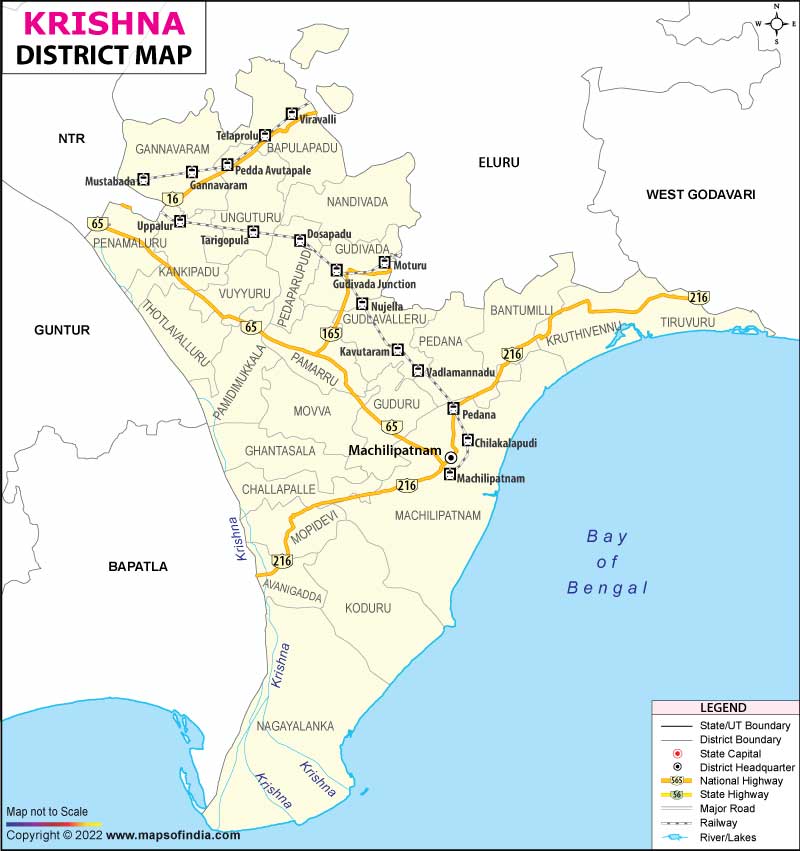 KRISHNA
DISTRICT MAP
N
W E
S
NTR
ELURU
WEST GODAVARI
GUNTUR
BAPATLA
Viravalli
Telaprolu
GANNAVARAM
BAPULAPADU
Pedda Avutapale
Mustabada
Gannavaram
16
NANDIVADA
65
Uppalur
UNGUTURU
Dosapadu
Tarigopula
PENAMALURU
GUDIVADA
Moturu
KANKIPADU
PEDAPARUPUDI
Gudivada Junction
VUYYURU
Nujella
THOTLAVALLURU
GUDLAVALLERU
BANTUMILLI
216
KRUTHIVENNU
TIRUVURU
65
165
PEDANA
Kavutaram
216
PAMIDIMUKKALA
PAMARRU
Vadlamannadu
MOVVA
GUDURU
Pedana
65
Chilakalapudi
GHANTASALA
Machilipatnam
Machilipatnam
CHALLAPALLE
216
MOPIDEVI
MACHILIPATNAM
Krishna
216
AVANIGADDA
KODURU
Bay
of
Bengal
Krishna
NAGAYALANKA
Krishna
Krishna
LEGEND
State/UT Boundary
District Boundary
State Capital
District Headquarter
565 National Highway
56 State Highway
Major Road
Railway
River/Lakes
Map not to Scale
Copyright © 2022 www.mapsofindia.com